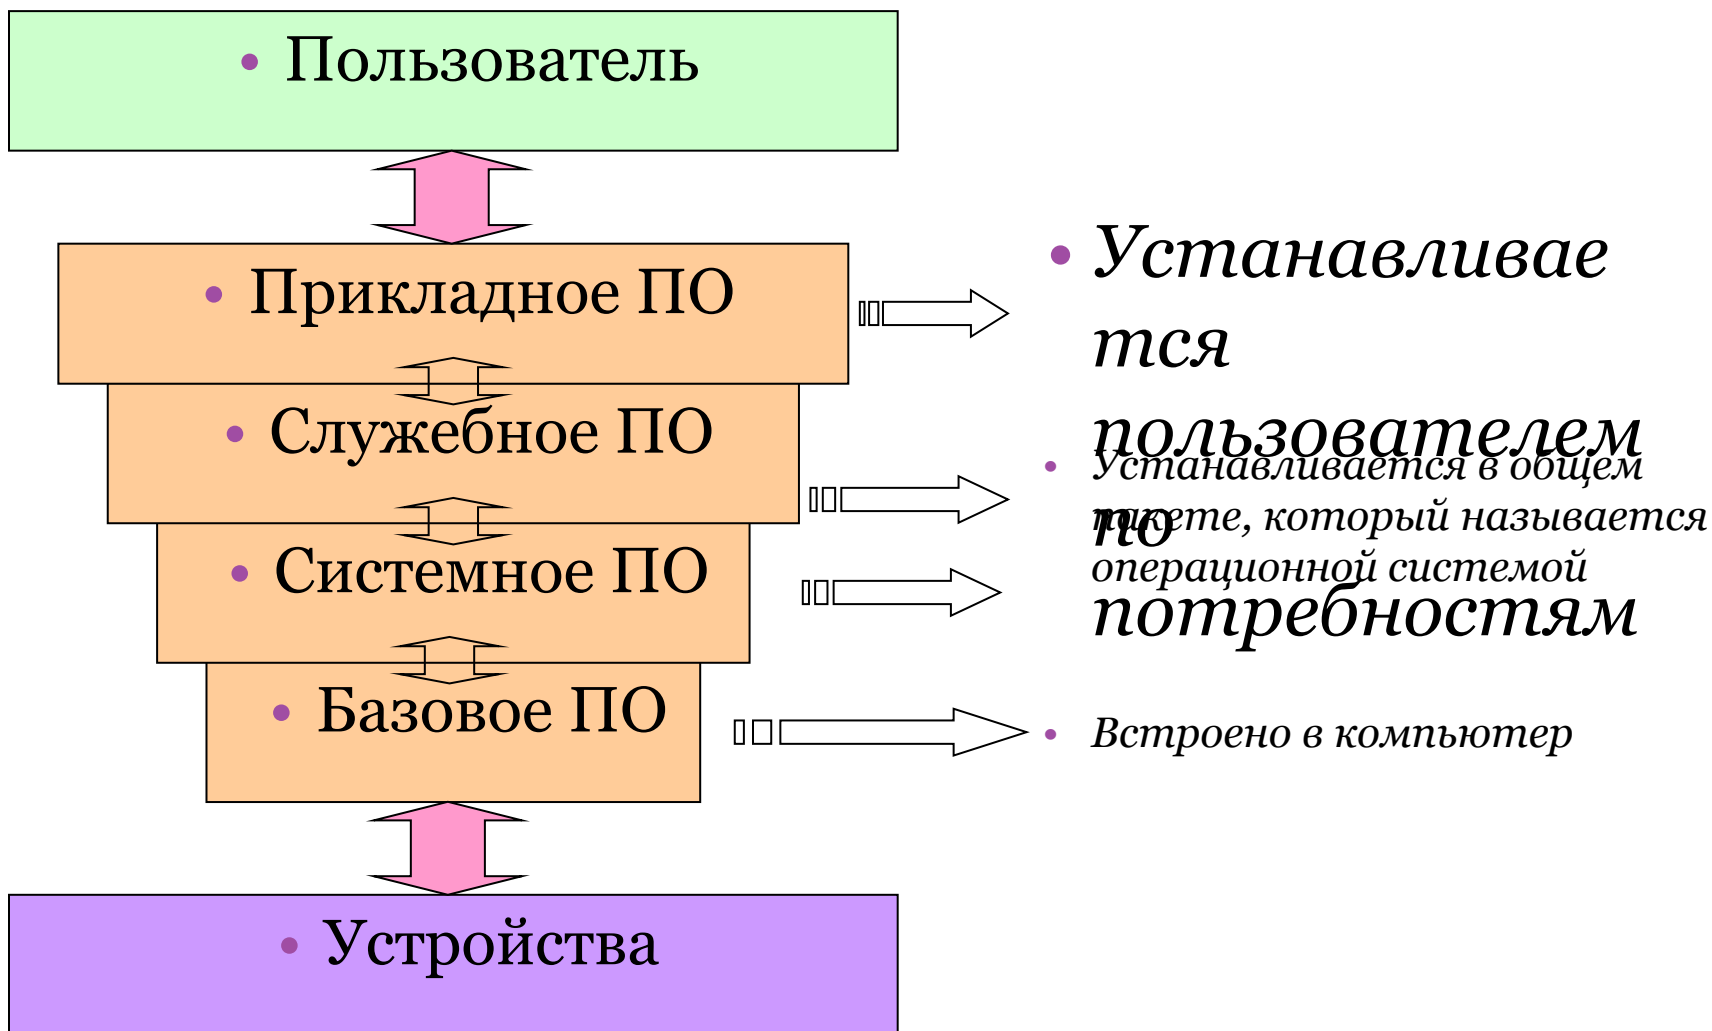 • Пользователь
• Прикладное ПО
• Служебное ПО
• Системное ПО
• Базовое ПО
• Устройства
• Устанавливае
тся
пользователем
по
потребностям
• Устанавливается в общем
пакете, который называется
операционной системой
• Встроено в компьютер